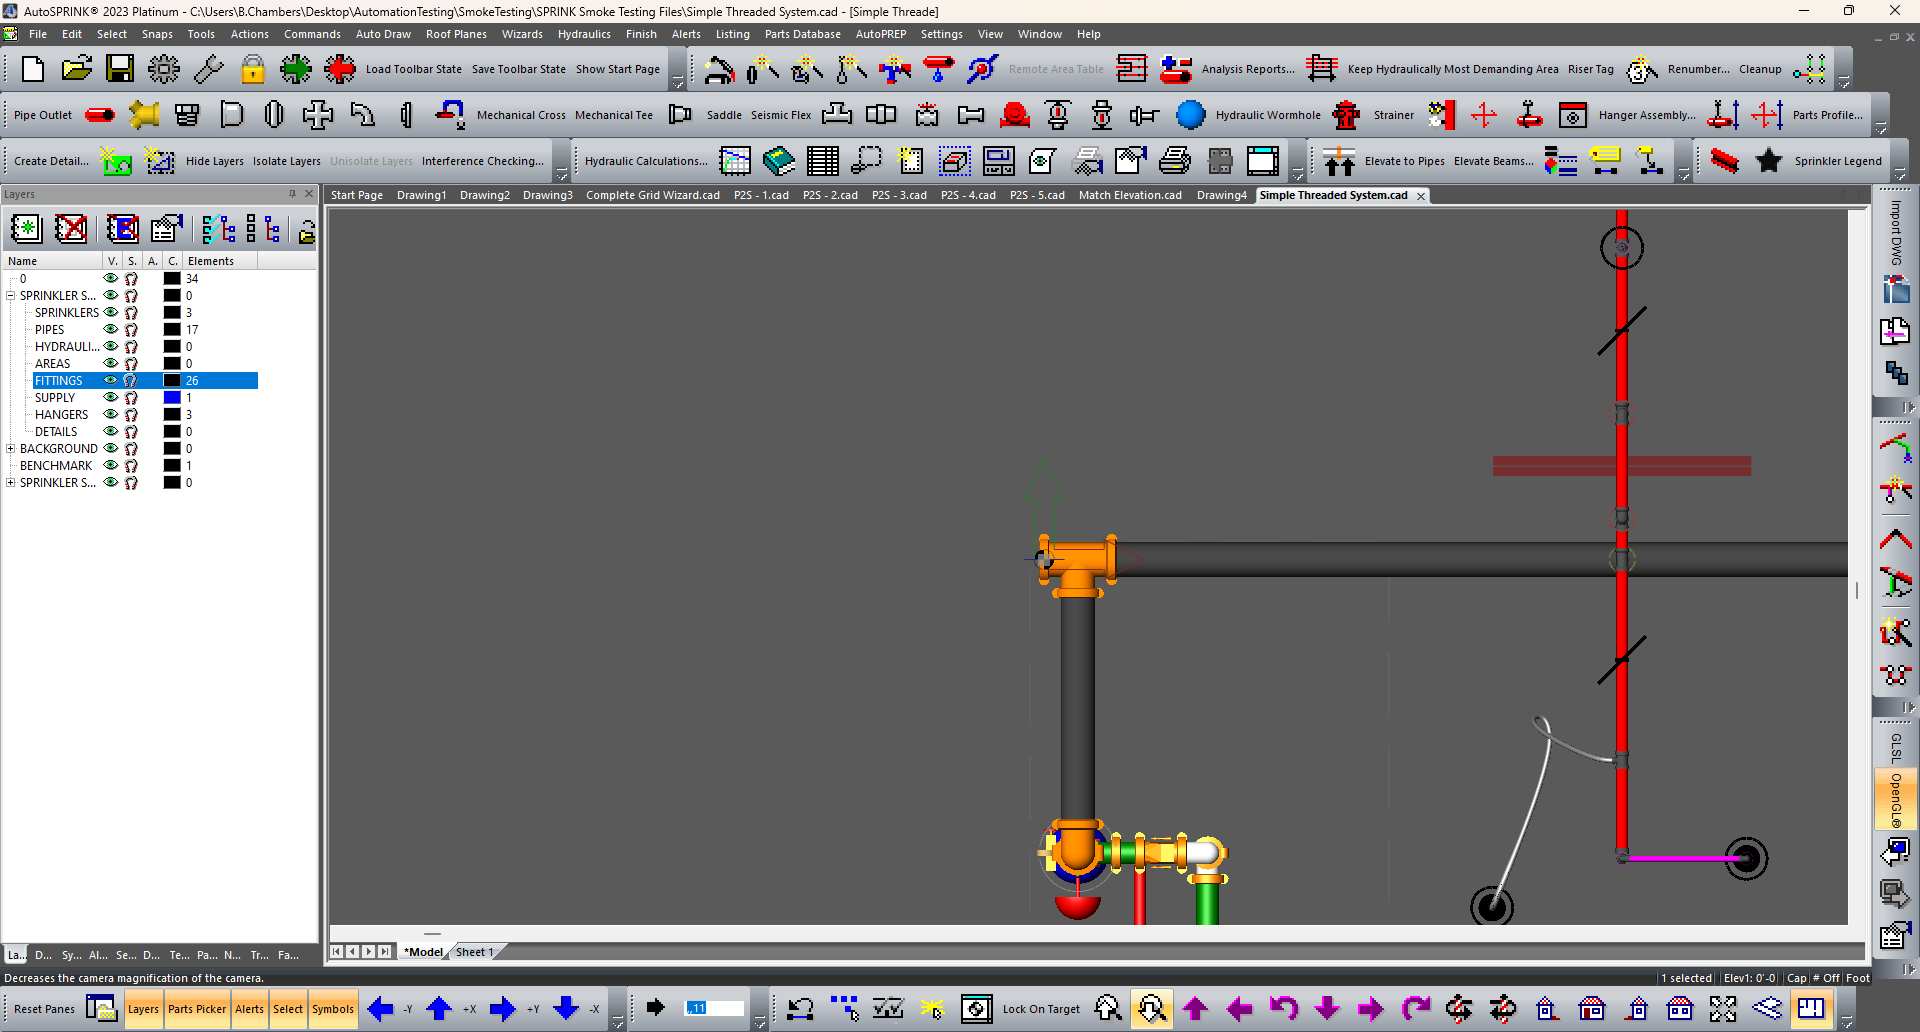 AutoSPRINK® 2023 Platinum - C:\Users\B.Chambers\Desktop\AutomationTesting\SmokeTesting\SPRINK Smoke Testing Files\Simple Threaded System.cad - [Simple Threade]
File Edit Select Snaps Tools Actions Commands Auto Draw Roof Planes Wizards Hydraulics Finish Alerts Listing Parts Database AutoPREP Settings Window View Help
Load Toolbar State Save Toolbar State Show Start Page Remote Area Table Analysis Reports... Keep Hydraulically Most Demanding Area Riser Tag Renumber... Cleanup
Pipe Outlet Mechanical Cross Mechanical Tee Saddle Seismic Flex Hydraulic Wormhole Strainer Hanger Assembly... Parts Profile...
Create Detail... Hide Layers Isolate Layers Unisolate Layers Interference Checking... Hydraulic Calculations... Elevate to Pipes Elevate Beams... Sprinkler Legend
Layers
Start Page Drawing1 Drawing2 Drawing3 Complete Grid Wizard.cad P2S - 1.cad P2S - 2.cad P2S - 3.cad P2S - 4.cad P2S - 5.cad Match Elevation.cad Drawing4 Simple Threaded System.cad
Name V. S. A. C. Elements
0 34
SPRINKLER S... 0
SPRINKLERS 3
PIPES 17
HYDRAULI... 0
AREAS 0
FITTINGS 26
SUPPLY 1
HANGERS 3
DETAILS 0
BACKGROUND 0
BENCHMARK 1
SPRINKLER S... 0
Import DWG
GLSL
OpenGL®
*Model Sheet 1
La... D... Sy... Al... Se... D... Te... Pa... N... Tr... Fa...
Decreases the camera magnification of the camera. 1 selected Elev1: 0'-0 Cap # Off Foot
Reset Panes Layers Parts Picker Alerts Select Symbols -Y +X +Y -X ,,11 Lock On Target